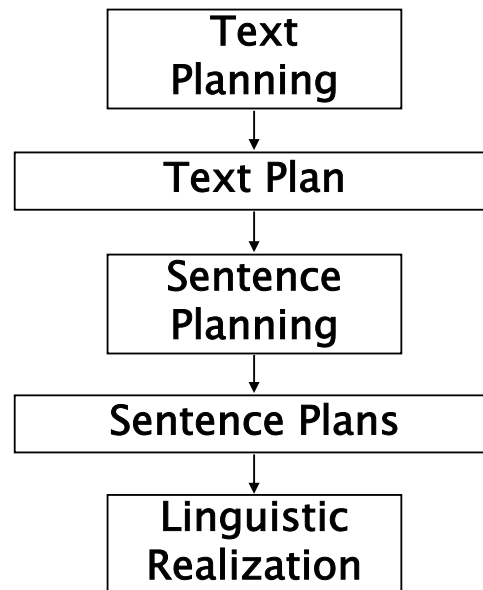 Text
Planning
Text Plan
Sentence
Planning
Sentence Plans
Linguistic
Realization